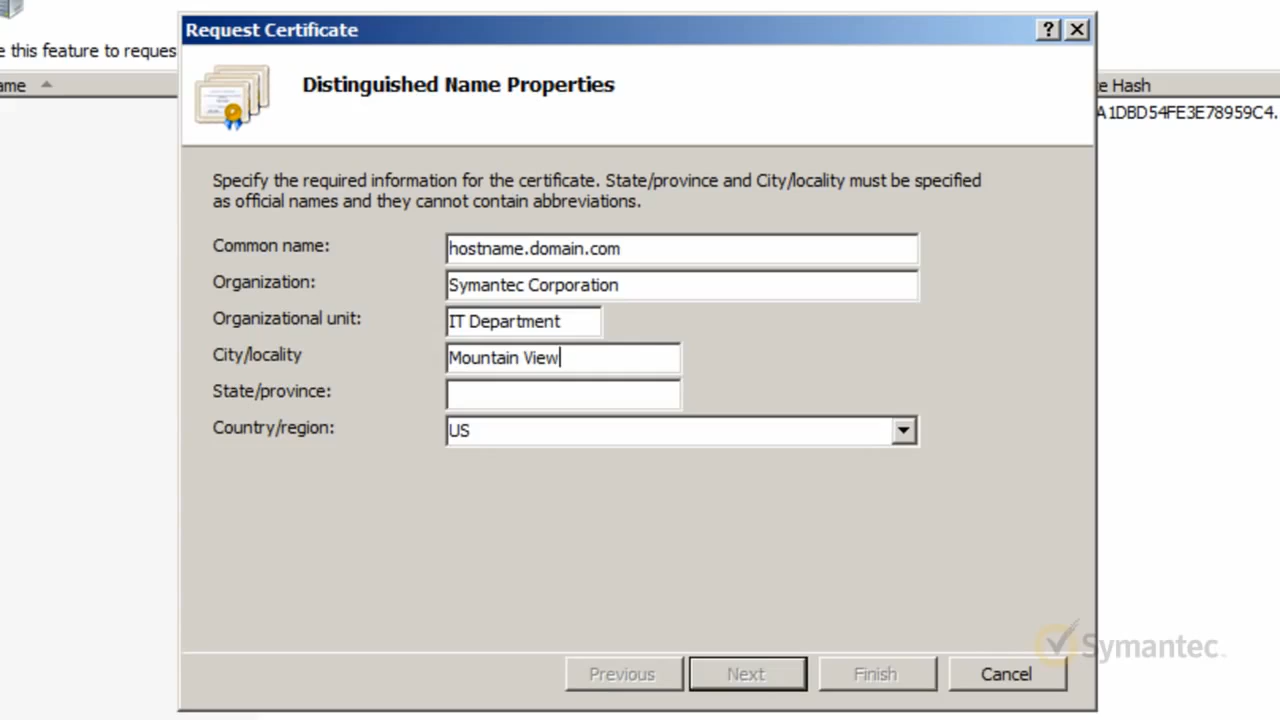 Request Certificate
?
Distinguished Name Properties
e this feature to reques
ame
e Hash
A1DBD54FE3E78959C4.
Specify the required information for the certificate. State/province and City/locality must be specified
as official names and they cannot contain abbreviations.
Common name: hostname.domain.com
Organization: Symantec Corporation
Organizational unit: IT Department
City/locality Mountain View
State/province:
Country/region: US
Symantec.
Previous Next Finish Cancel